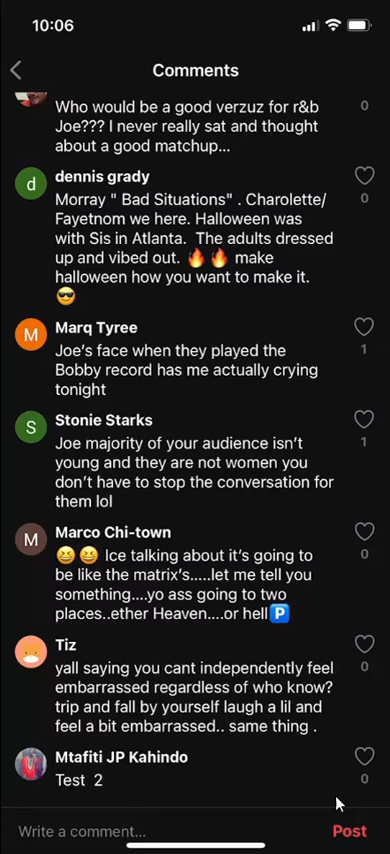 10:06
Comments
Who would be a good verzuz for r&b
Joe??? I never really sat and thought
about a good matchup...
0
d
dennis grady
Morray " Bad Situations" . Charolette/
Fayetnom we here. Halloween was
with Sis in Atlanta.  The adults dressed
up and vibed out. 🔥 🔥 make
halloween how you want to make it.
😎
0
M
Marq Tyree
Joe's face when they played the
Bobby record has me actually crying
tonight
1
S
Stonie Starks
Joe majority of your audience isn't
young and they are not women you
don't have to stop the conversation for
them lol
1
M
Marco Chi-town
😆 😆 Ice talking about it's going to
be like the matrix's.....let me tell you
something....yo ass going to two
places..ether Heaven....or hell🅿️
0
Tiz
yall saying you cant independently feel
embarrassed regardless of who know?
trip and fall by yourself laugh a lil and
feel a bit embarrassed.. same thing .
0
Mtafiti JP Kahindo
Test  2
0
Write a comment...
Post